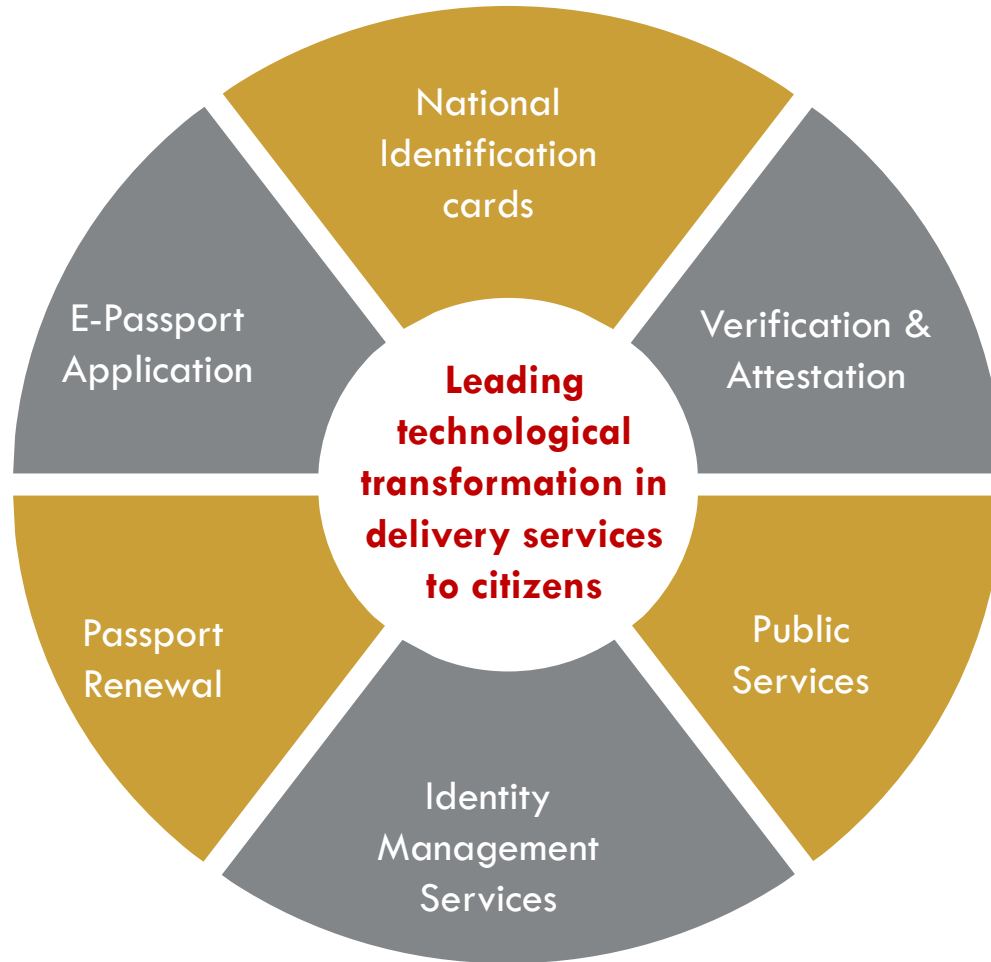 National
Identification
cards
Verification &
Attestation
Public
Services
Identity
Management
Services
Passport
Renewal
E-Passport
Application
Leading
technological
transformation in
delivery services
to citizens